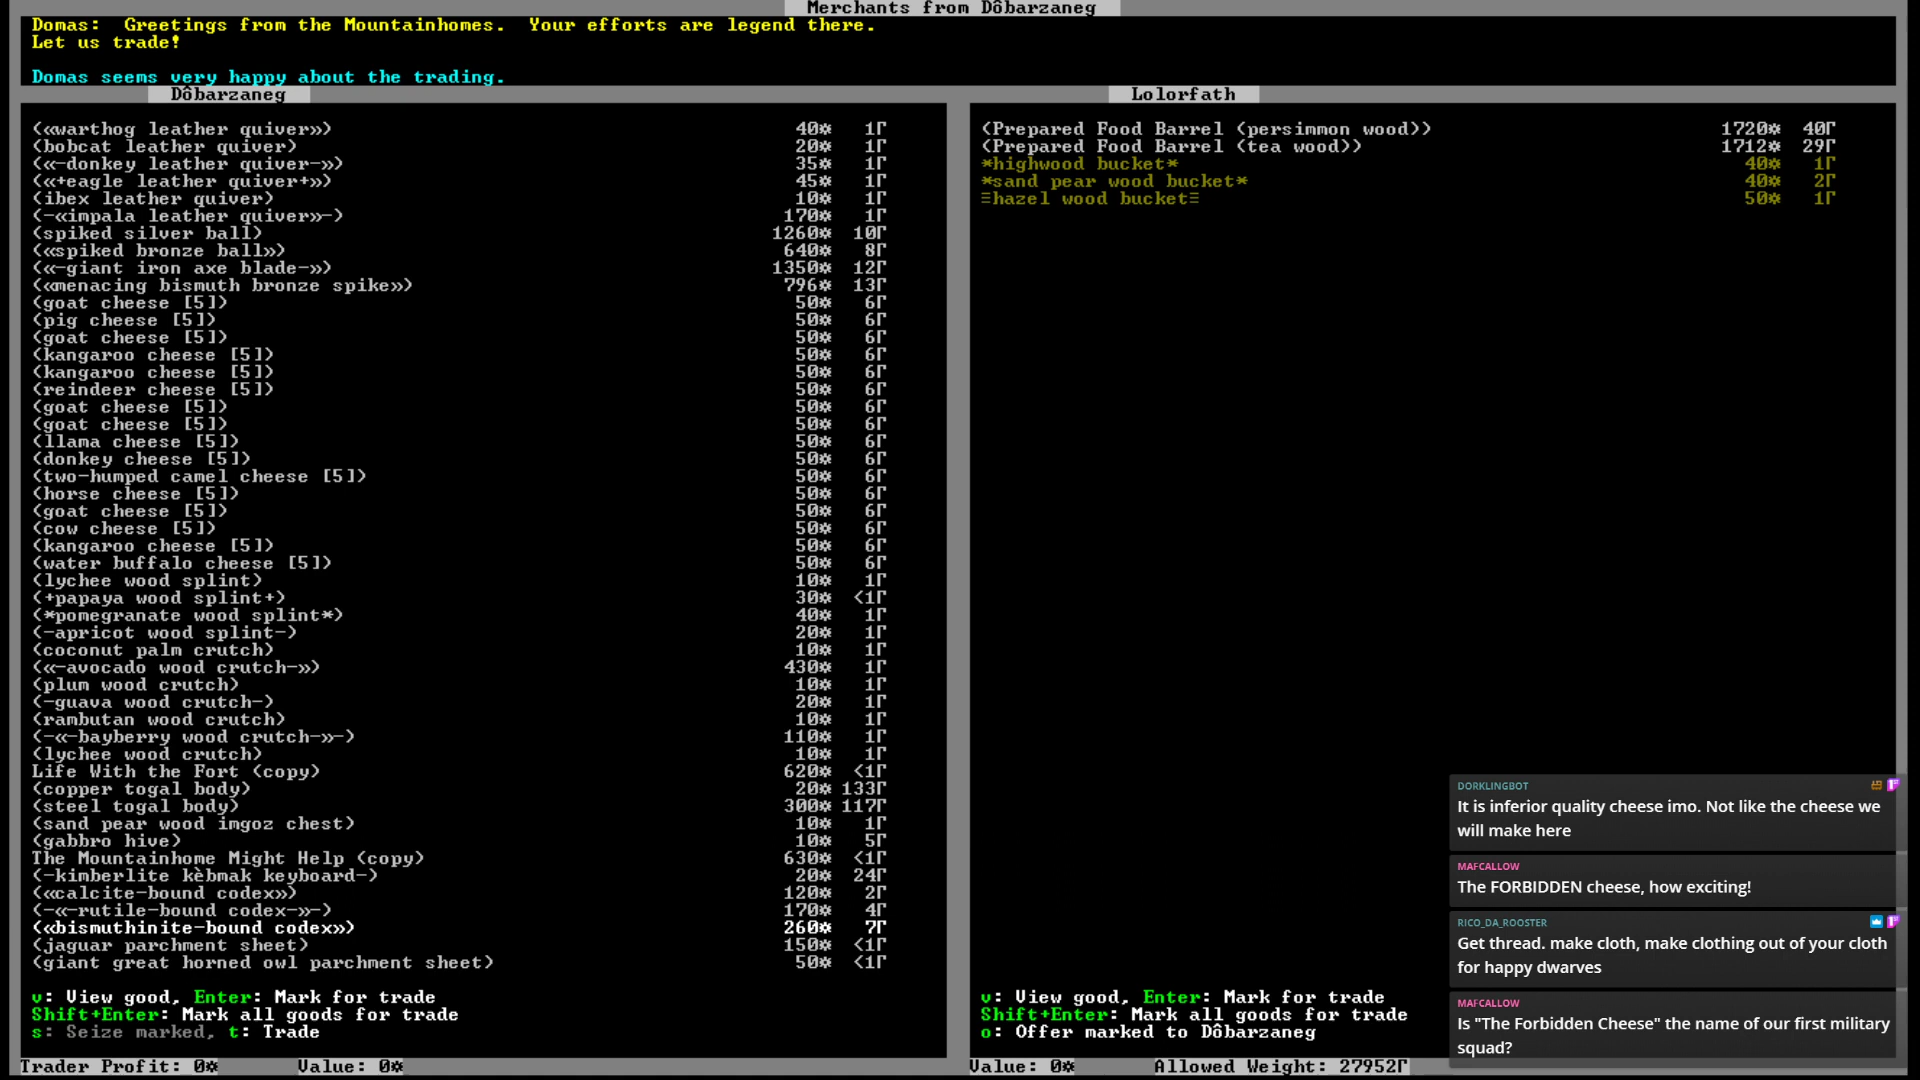 Merchants from Dôbarzaneg
Domas:  Greetings from the Mountainhomes.  Your efforts are legend there.
Let us trade!
Domas seems very happy about the trading.
Dôbarzaneg
(«warthog leather quiver») 40☼ 1Γ
(bobcat leather quiver) 20☼ 1Γ
(«-donkey leather quiver-») 35☼ 1Γ
(«+eagle leather quiver+») 45☼ 1Γ
(ibex leather quiver) 10☼ 1Γ
(-«impala leather quiver»-) 170☼ 1Γ
(spiked silver ball) 1260☼ 10Γ
(«spiked bronze ball») 640☼ 8Γ
(«-giant iron axe blade-») 1350☼ 12Γ
(«menacing bismuth bronze spike») 796☼ 13Γ
(goat cheese [5]) 50☼ 6Γ
(pig cheese [5]) 50☼ 6Γ
(goat cheese [5]) 50☼ 6Γ
(kangaroo cheese [5]) 50☼ 6Γ
(kangaroo cheese [5]) 50☼ 6Γ
(reindeer cheese [5]) 50☼ 6Γ
(goat cheese [5]) 50☼ 6Γ
(goat cheese [5]) 50☼ 6Γ
(llama cheese [5]) 50☼ 6Γ
(donkey cheese [5]) 50☼ 6Γ
(two-humped camel cheese [5]) 50☼ 6Γ
(horse cheese [5]) 50☼ 6Γ
(goat cheese [5]) 50☼ 6Γ
(cow cheese [5]) 50☼ 6Γ
(kangaroo cheese [5]) 50☼ 6Γ
(water buffalo cheese [5]) 50☼ 6Γ
(lychee wood splint) 10☼ 1Γ
(+papaya wood splint+) 30☼ <1Γ
(*pomegranate wood splint*) 40☼ 1Γ
(-apricot wood splint-) 20☼ 1Γ
(coconut palm crutch) 10☼ 1Γ
(«-avocado wood crutch-») 430☼ 1Γ
(plum wood crutch) 10☼ 1Γ
(-guava wood crutch-) 20☼ 1Γ
(rambutan wood crutch) 10☼ 1Γ
(-«-bayberry wood crutch-»-) 110☼ 1Γ
(lychee wood crutch) 10☼ 1Γ
Life With the Fort (copy) 620☼ <1Γ
(copper togal body) 20☼ 133Γ
(steel togal body) 300☼ 117Γ
(sand pear wood imgoz chest) 10☼ 1Γ
(gabbro hive) 10☼ 5Γ
The Mountainhome Might Help (copy) 630☼ <1Γ
(-kimberlite kèbmak keyboard-) 20☼ 24Γ
(«calcite-bound codex») 120☼ 2Γ
(-«-rutile-bound codex-»-) 170☼ 4Γ
(«bismuthinite-bound codex») 260☼ 7Γ
(jaguar parchment sheet) 150☼ <1Γ
(giant great horned owl parchment sheet) 50☼ <1Γ
v: View good, Enter: Mark for trade
Shift+Enter: Mark all goods for trade
s: Seize marked, t: Trade
Trader Profit: 0☼ Value: 0☼
Lolorfath
(Prepared Food Barrel (persimmon wood)) 1720☼ 40Γ
(Prepared Food Barrel (tea wood)) 1712☼ 29Γ
*highwood bucket* 40☼ 1Γ
*sand pear wood bucket* 40☼ 2Γ
≡hazel wood bucket≡ 50☼ 1Γ
v: View good, Enter: Mark for trade
Shift+Enter: Mark all goods for trade
o: Offer marked to Dôbarzaneg
Value: 0☼ Allowed Weight: 27952Γ
DORKLINGBOT
It is inferior quality cheese imo. Not like the cheese we
will make here
MAFCALLOW
The FORBIDDEN cheese, how exciting!
RICO_DA_ROOSTER
Get thread. make cloth, make clothing out of your cloth
for happy dwarves
MAFCALLOW
Is "The Forbidden Cheese" the name of our first military
squad?